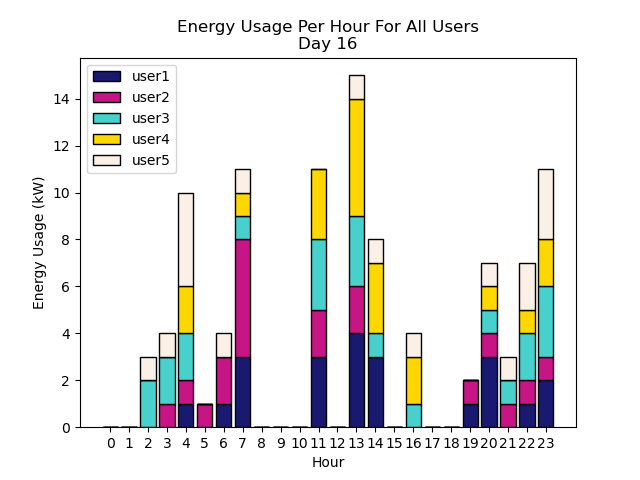 Energy Usage Per Hour For All Users
Day 16
user1
user2
user3
user4
user5
Energy Usage (kW)
14
12
10
8
6
4
2
0
0 1 2 3 4 5 6 7 8 9 10 11 12 13 14 15 16 17 18 19 20 21 22 23
Hour